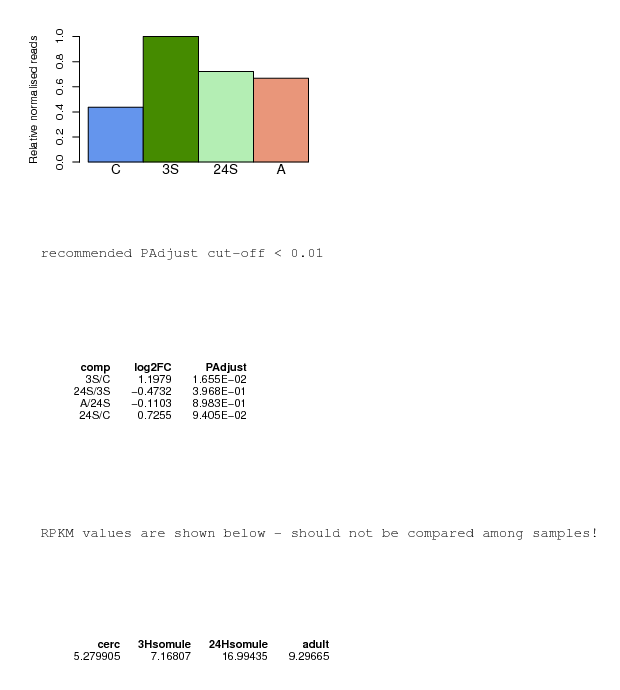 Relative normalised reads
1.0
0.8
0.6
0.4
0.2
0.0
C 3S 24S A
recommended PAdjust cut-off < 0.01
comp log2FC PAdjust
3S/C 1.1979 1.655E−02
24S/3S −0.4732 3.968E−01
A/24S −0.1103 8.983E−01
24S/C 0.7255 9.405E−02
RPKM values are shown below - should not be compared among samples!
cerc 3Hsomule 24Hsomule adult
5.279905 7.16807 16.99435 9.29665